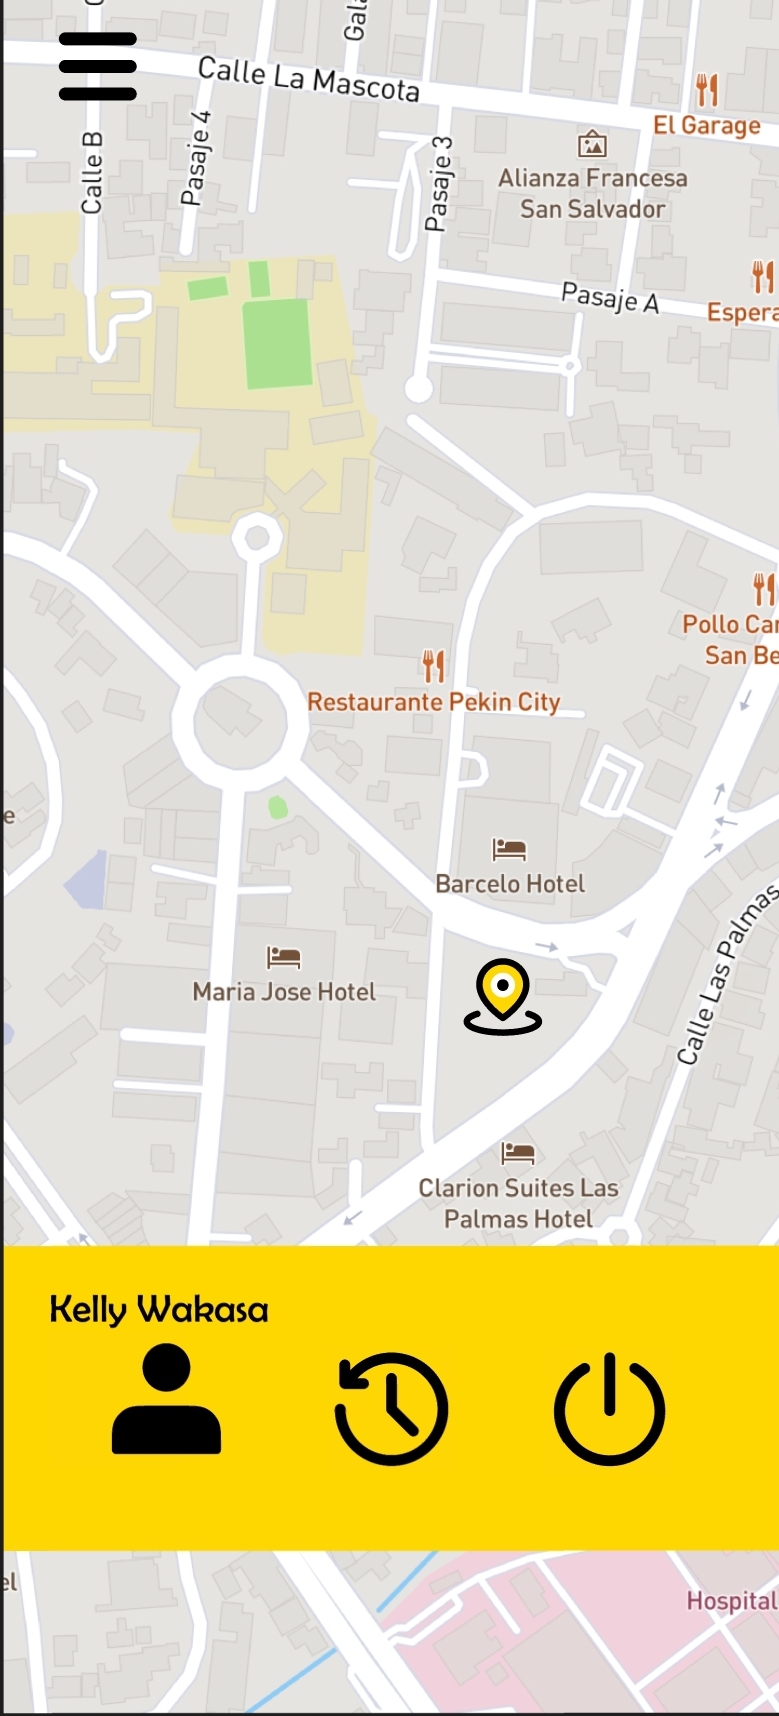 Calle La Mascota
El Garage
Calle B
Pasaje 4
Pasaje 3
Alianza Francesa
San Salvador
Pasaje A
Restaurante Pekin City
Barcelo Hotel
Maria Jose Hotel
Calle Las Palmas
Clarion Suites Las
Palmas Hotel
Kelly Wakasa
Hospital